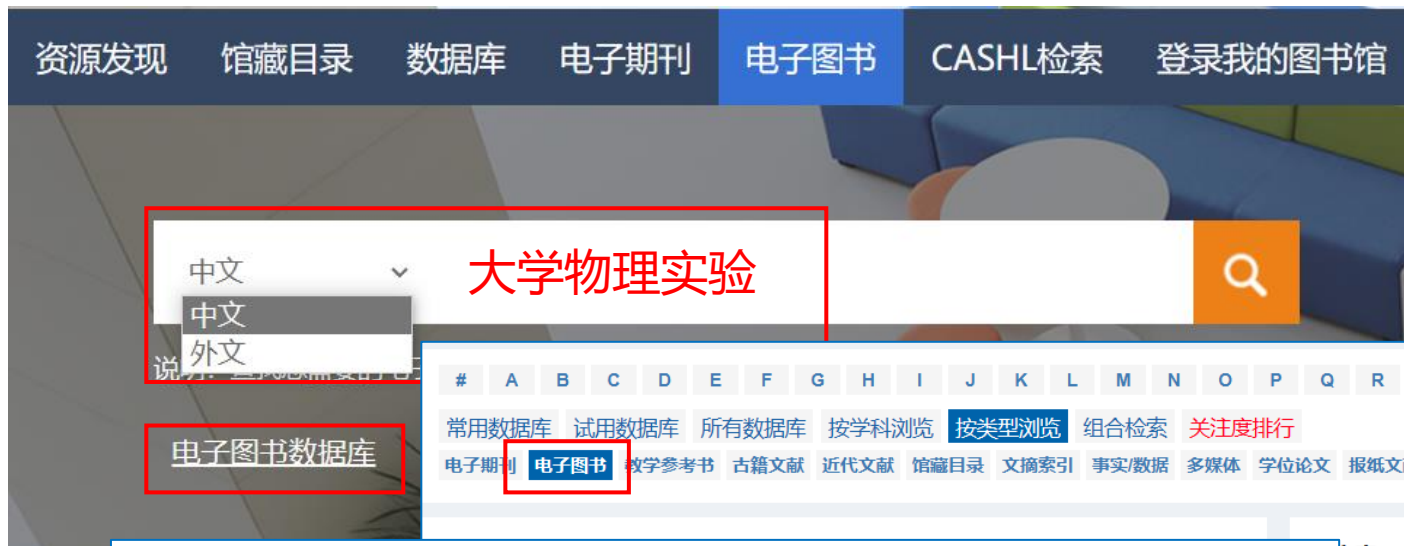 资源发现 馆藏目录 数据库 电子期刊 电子图书 CASHL检索 登录我的图书馆
中文 大学物理实验
中文
外文
# A B C D E F G H I J K L M N O P Q R
常用数据库 试用数据库 所有数据库 按学科浏览 按类型浏览 组合检索 关注度排行
电子图书数据库
电子期刊 电子图书 教学参考书 古籍文献 近代文献 馆藏目录 文摘索引 事实/数据 多媒体 学位论文 报纸文